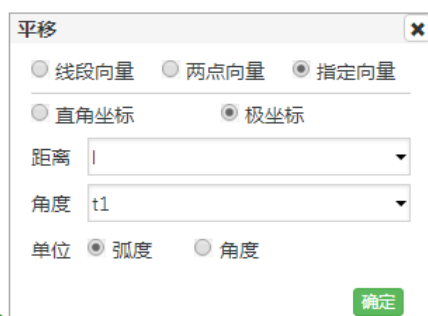 平移
线段向量 两点向量 指定向量
直角坐标 极坐标
距离 l
角度 t1
单位 弧度 角度
确定